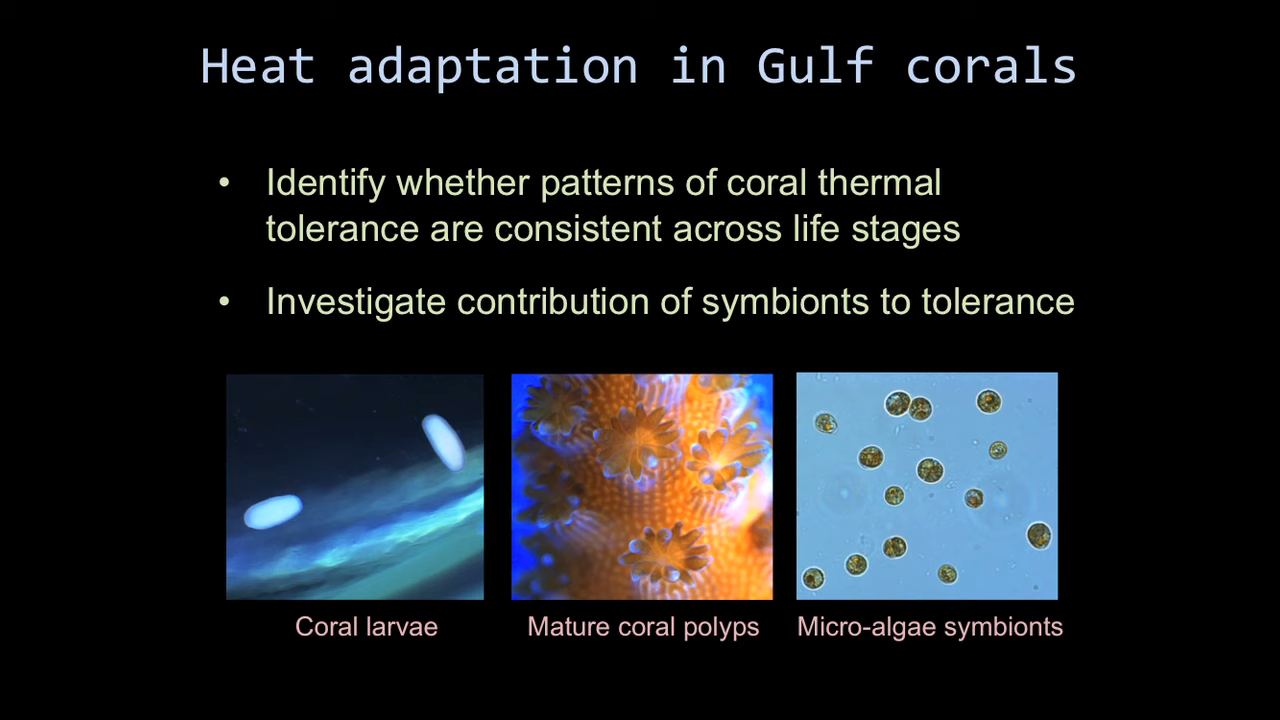 Heat adaptation in Gulf corals
• Identify whether patterns of coral thermal
tolerance are consistent across life stages
• Investigate contribution of symbionts to tolerance
Coral larvae
Mature coral polyps
Micro-algae symbionts